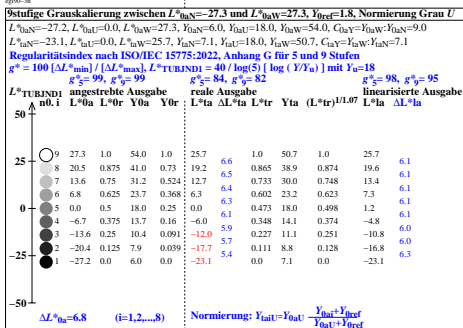 9stufige Grauskalierung zwischen L*0aN=−27.3 und L*0aW=27.3, Y0ref=1.8, Normierung Grau U
L*0aN=−27.2, L*0aU=0.0, L*0aW=27.3, Y0aN=6.0, Y0aU=18.0, Y0aW=54.0, C0aY=Y0aW:Y0aN=9.0
L*taN=−23.1, L*taU=0.0, L*taW=25.7, YtaN=7.1, YtaU=18.0, YtaW=50.7, CtaY=YtaW:YtaN=7.1
Regularitätsindex nach ISO/IEC 15775:2022, Anhang G für 5 und 9 Stufen
g* = 100 [ΔL*min] / [ΔL*max], L*TUBJND1 = 40 / log(5) [ log ( Y/Yu ) ] mit Yu=18
g*5= 99, g*9= 99 g*5= 84, g*9= 82 g*5= 98, g*9= 95
L*TUBJND1 angestrebte Ausgabe reale Ausgabe linearisierte Ausgabe
n0. i L*0a L*0r Y0a Y0r L*ta ΔL*ta L*tr Yta (L*tr)1/1.07 L*la ΔL*la
50
9 27.3 1.0 54.0 1.0 25.7 1.0 50.7 1.0 25.7
6.6 6.1
8 20.5 0.875 41.0 0.73 19.2 0.865 38.9 0.874 19.6
25
6.5 6.1
7 13.6 0.75 31.2 0.524 12.7 0.733 30.0 0.748 13.4
6.4 6.1
6 6.8 0.625 23.7 0.368 6.3 0.602 23.2 0.623 7.3
6.3 6.1
5 0.0 0.5 18.0 0.25 0.0 0.473 18.0 0.498 1.2
0
6.1 6.1
4 −6.7 0.375 13.7 0.16 −6.0 0.348 14.1 0.374 −4.8
5.9 6.0
3 −13.6 0.25 10.4 0.091 −12.0 0.227 11.1 0.251 −10.8
5.7 6.0
2 −20.4 0.125 7.9 0.039 −17.7 0.111 8.8 0.128 −16.8
5.4 6.3
−25
1 −27.2 0.0 6.0 0.0 −23.1 0.0 7.1 0.0 −23.1
−50
ΔL*0a=6.8 (i=1,2,...,8) Normierung: YtaiU=Y0aU Y0ai+Y0ref
Y0aU+Y0ref